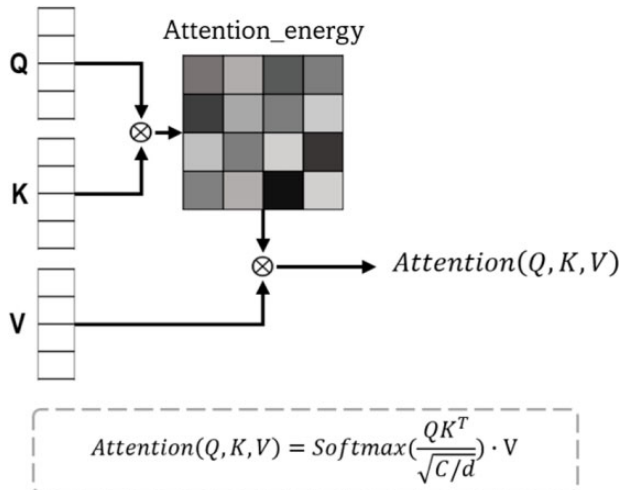 Attention_energy
Q
K
V
Attention(Q, K, V)
Attention(Q, K, V) = Softmax(QK^T/√C/d) · V